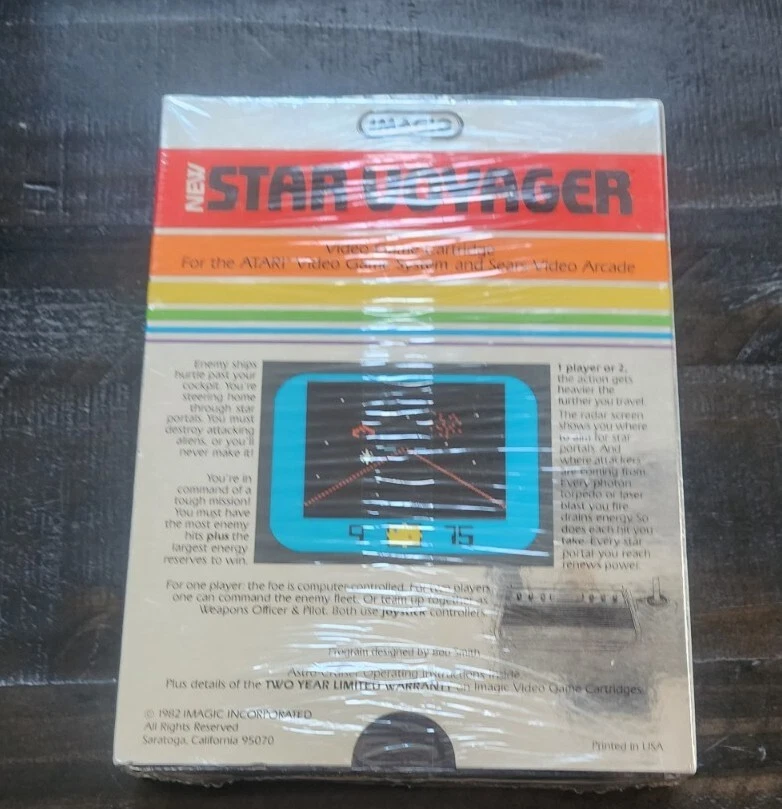 IMAGIC
NEW
STAR VOYAGER
Video Game Cartridge
For the ATARI® Video Game System and Sears Video Arcade
Enemy ships
hurtle past your
cockpit. You're
steering home
through star
portals. You must
destroy attacking
aliens, or you'll
never make it!
You're in
command of a
tough mission!
You must have
the most enemy
hits plus the
largest energy
reserves to win.
9 75
1 player or 2,
the action gets
heavier the
further you travel.
The radar screen
shows you where
to aim for star
portals. And
where attackers
are coming from.
Every photon
torpedo or laser
blast you fire
drains energy. So
does each hit you
take. Every star
portal you reach
renews power.
For one player: the foe is computer controlled. For two players
one can command the enemy fleet. Or team up together as
Weapons Officer & Pilot. Both use joystick controllers.
Program designed by Smith
Astro-Cruiser Operating Instructions inside.
Plus details of the TWO YEAR LIMITED WARRANTY on Imagic Video Game Cartridges.
© 1982 IMAGIC INCORPORATED
All Rights Reserved
Saratoga, California 95070
Printed in USA